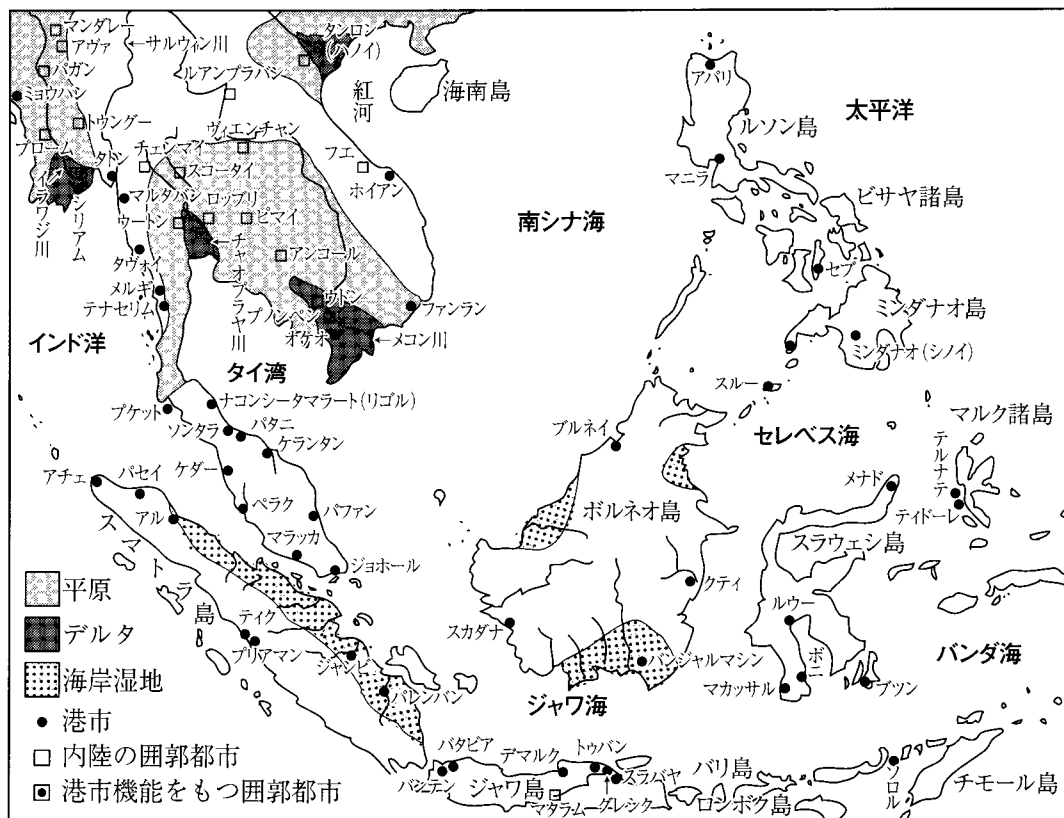 マンダレー
アヴァ
サルウィン川
パガン
ミョウハン
トウングー
プローム
イラワジ川
シリアム
タトン
マルタバン
タヴォイ
メルギ
テナセリム
インド洋
タンロン
(ハノイ)
紅河
海南島
ルアンプラバン
ヴィエンチャン
チェンマイ
スコータイ
フエ
ホイアン
ウートン
ロップリ
ピマイ
チャオプラヤ川
アンコール
ウドン
プノンペン
オケオ
メコン川
ファンラン
タイ湾
南シナ海
太平洋
アパリ
ルソン島
マニラ
ビサヤ諸島
セブ
ミンダナオ島
ミンダナオ(シノイ)
スルー
セレベス海
マルク諸島
テルナテ
ティドーレ
メナド
スラウェシ島
ルウー
ボニ
マカッサル
ブツン
バンダ海
プケット
ナコンシータマラート(リゴル)
ソンクラ
パタニ
ケランタン
ケダー
ペラク
パファン
マラッカ
ジョホール
アチェ
パセイ
アル
スマトラ島
ティク
プリアマン
ジャンビ
パレンバン
ブルネイ
ボルネオ島
クティ
スカダナ
バンジャルマシン
ジャワ海
バタビア
バンテン
ジャワ島
デマルク
マタラム
トゥバン
グレシク
スラバヤ
バリ島
ロンボク島
ソロル
チモール島
平原
デルタ
海岸湿地
港市
内陸の囲郭都市
港市機能をもつ囲郭都市